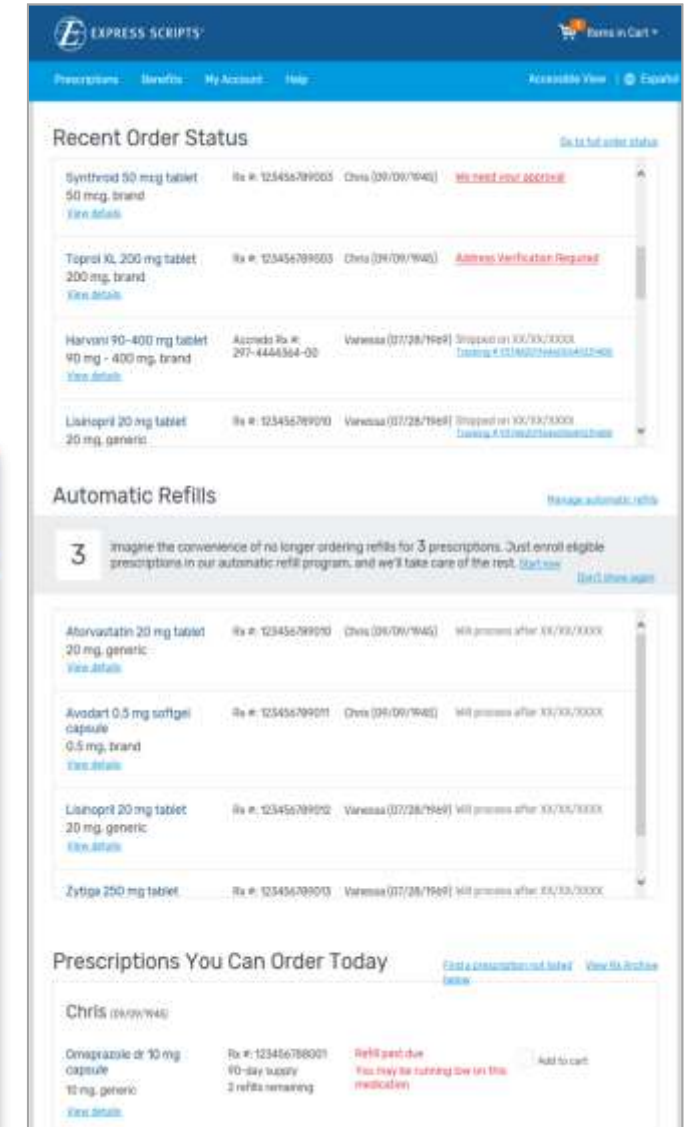 EXPRESS SCRIPTS®
1
Items in Cart
Prescriptions Benefits My Account Help Accessible View | Español
Recent Order Status Go to full order status
Synthroid 50 mcg tablet Rx #: 123456789003 Chris (09/09/1945) We need your approval
50 mcg, brand
View details
Toprol XL 200 mg tablet Rx #: 123456789003 Chris (09/09/1945) Address Verification Required
200 mg, brand
View details
Harvoni 90-400 mg tablet Accredo Rx #: Vanessa (07/28/1969) Shipped on XX/XX/XXXX
90 mg - 400 mg, brand 297-4444364-00 Tracking #
View details
Lisinopril 20 mg tablet Rx #: 123456789010 Vanessa (07/28/1969) Shipped on XX/XX/XXXX
20 mg, generic Tracking #
Automatic Refills Manage automatic refills
3 Imagine the convenience of no longer ordering refills for 3 prescriptions. Just enroll eligible
prescriptions in our automatic refill program, and we'll take care of the rest. Start now
Don't show again
Atorvastatin 20 mg tablet Rx #: 123456789010 Chris (09/09/1945) Will process after XX/XX/XXXX
20 mg, generic
View details
Avodart 0.5 mg softgel Rx #: 123456789011 Chris (09/09/1945) Will process after XX/XX/XXXX
capsule
0.5 mg, brand
View details
Lisinopril 20 mg tablet Rx #: 123456789012 Vanessa (07/28/1969) Will process after XX/XX/XXXX
20 mg, generic
View details
Zytiga 250 mg tablet Rx #: 123456789013 Vanessa (07/28/1969) Will process after XX/XX/XXXX
Prescriptions You Can Order Today Find a prescription not listed View Rx Archive
below
Chris (09/09/1945)
Omeprazole dr 10 mg Rx #: 123456788001 Refill past due Add to cart
capsule 90-day supply You may be running low on this
10 mg, generic 2 refills remaining medication
View details